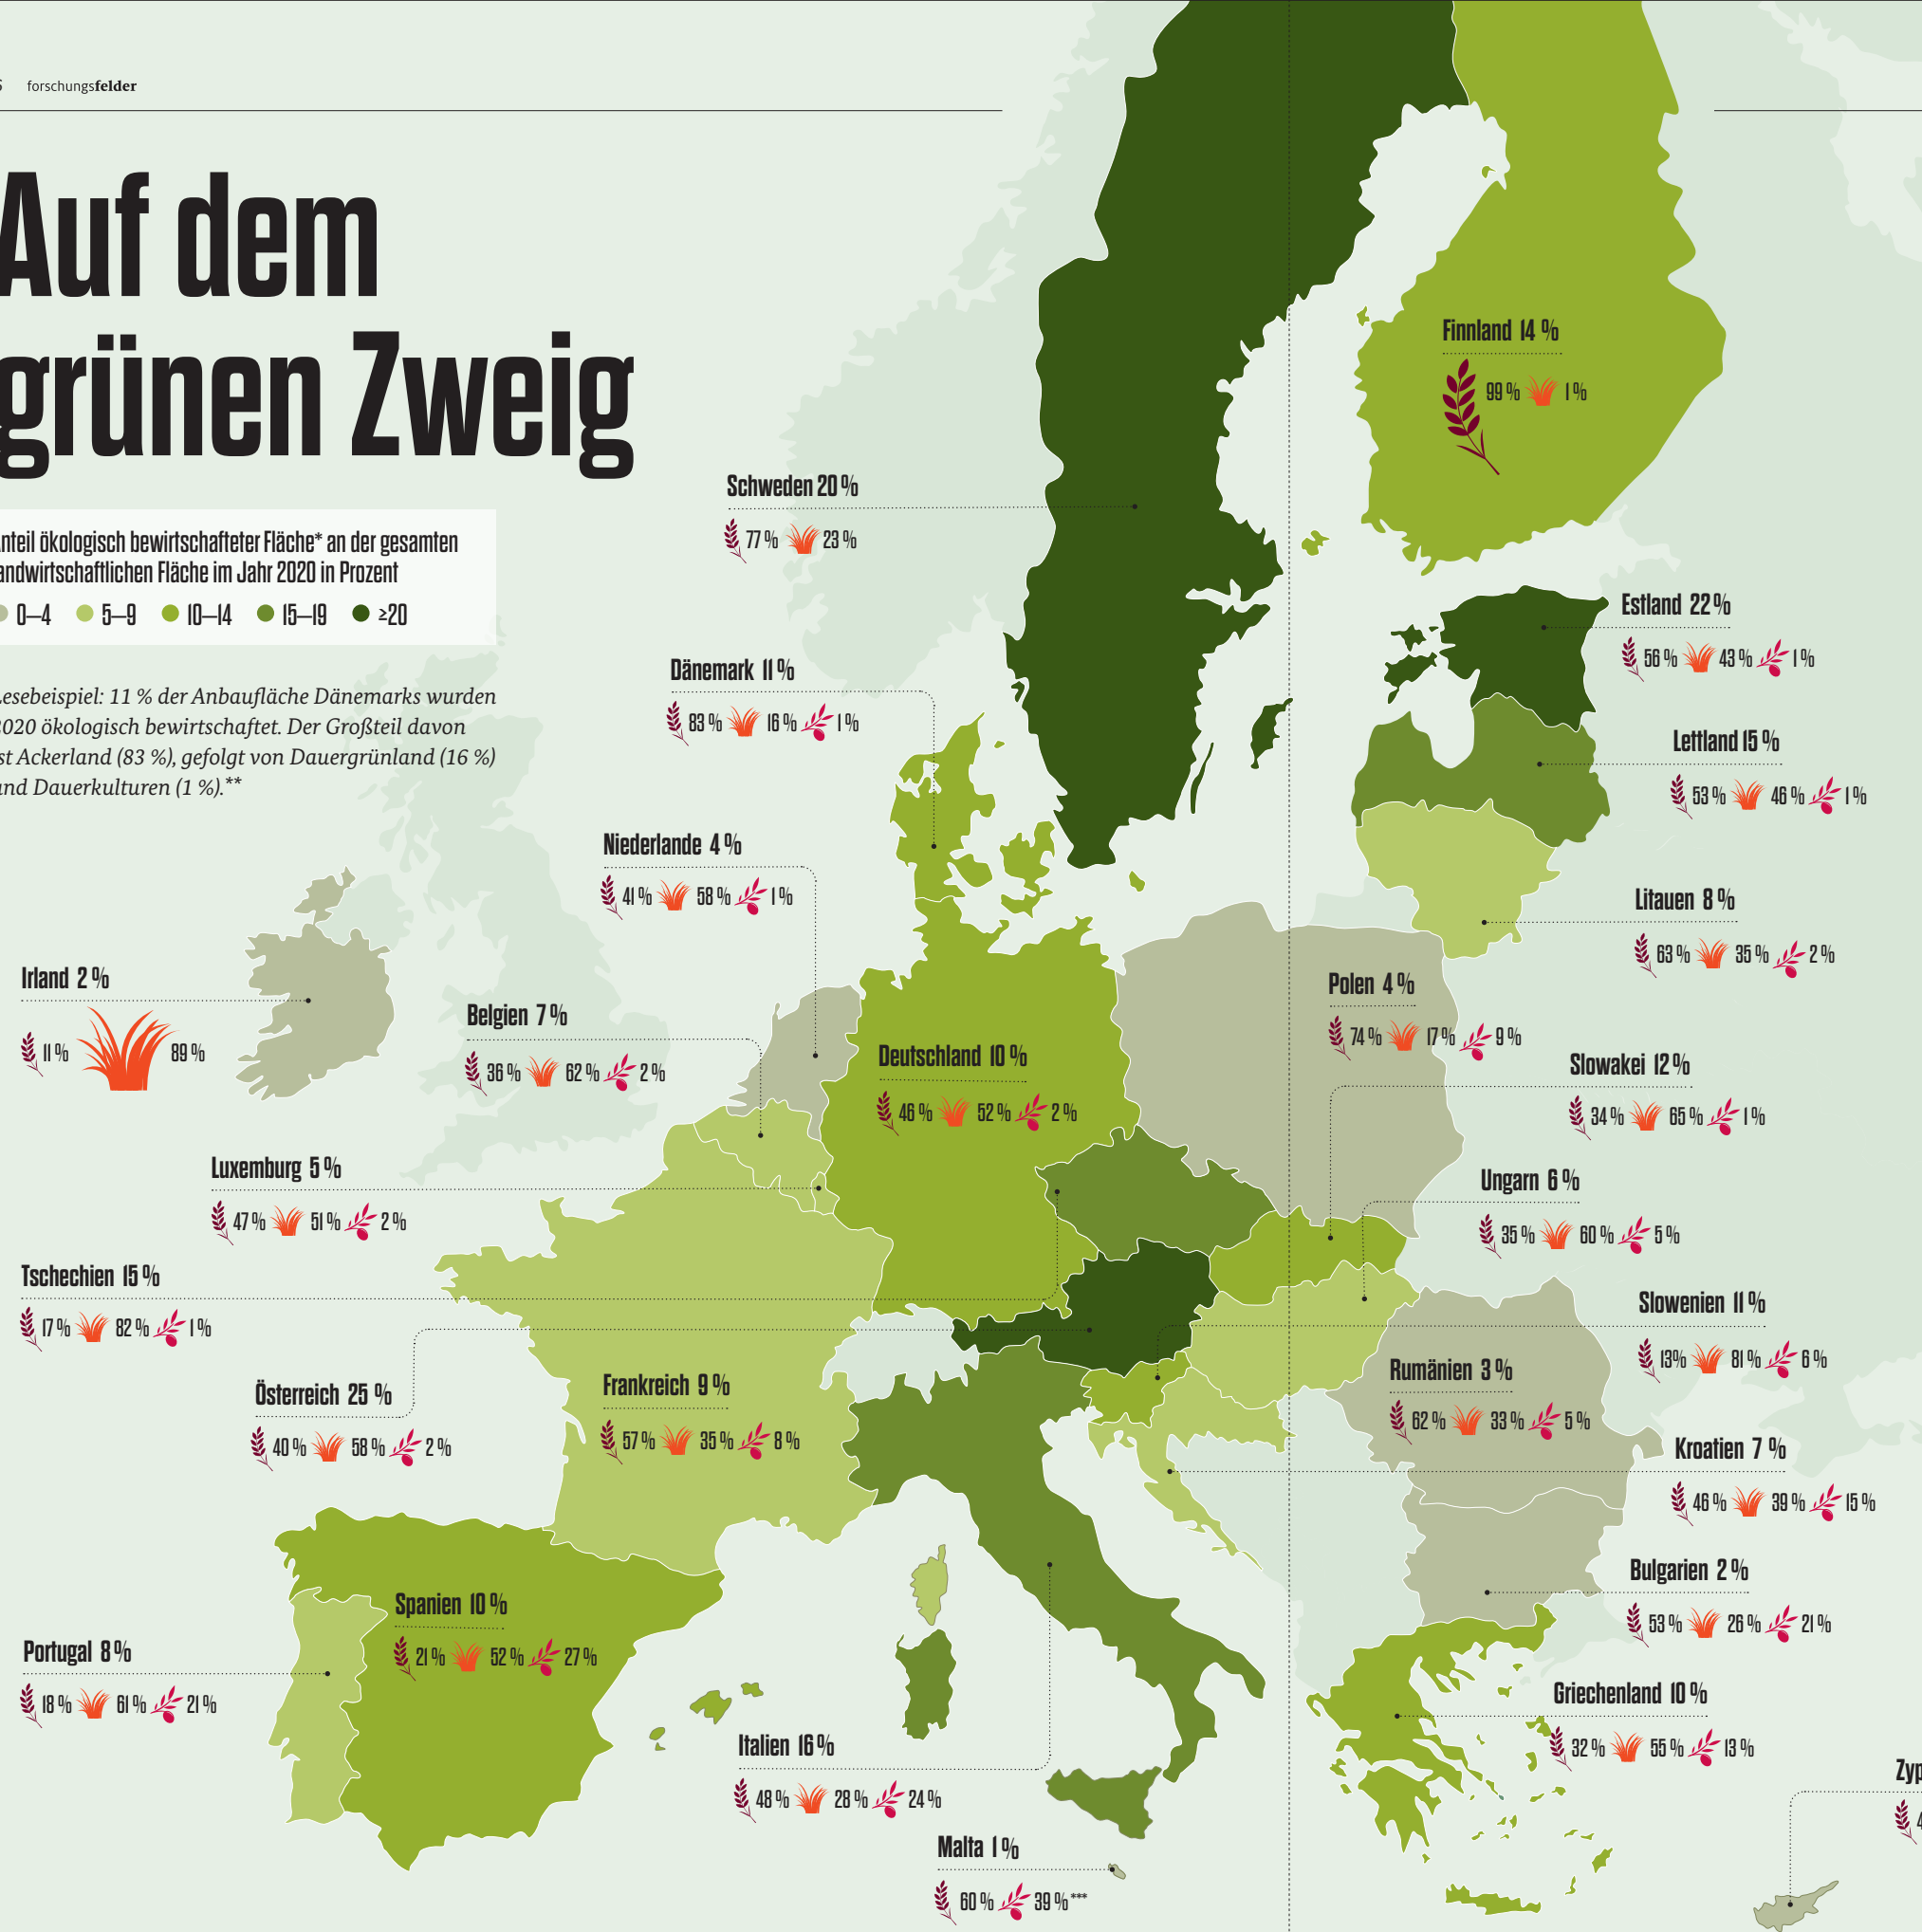 forschungsfelder
Auf dem
grünen Zweig
Anteil ökologisch bewirtschafteter Fläche* an der gesamten
landwirtschaftlichen Fläche im Jahr 2020 in Prozent
0–4 5–9 10–14 15–19 ≥20
Lesebeispiel: 11 % der Anbaufläche Dänemarks wurden
2020 ökologisch bewirtschaftet. Der Großteil davon
ist Ackerland (83 %), gefolgt von Dauergrünland (16 %)
und Dauerkulturen (1 %).**
Finnland 14 %
99 % 1 %
Schweden 20 %
77 % 23 %
Estland 22 %
56 % 43 % 1 %
Dänemark 11 %
83 % 16 % 1 %
Lettland 15 %
53 % 46 % 1 %
Niederlande 4 %
41 % 58 % 1 %
Litauen 8 %
63 % 35 % 2 %
Irland 2 %
11 % 89 %
Belgien 7 %
36 % 62 % 2 %
Deutschland 10 %
46 % 52 % 2 %
Polen 4 %
74 % 17 % 9 %
Slowakei 12 %
34 % 65 % 1 %
Luxemburg 5 %
47 % 51 % 2 %
Ungarn 6 %
35 % 60 % 5 %
Tschechien 15 %
17 % 82 % 1 %
Slowenien 11 %
13% 81 % 6 %
Österreich 25 %
40 % 58 % 2 %
Frankreich 9 %
57 % 35 % 8 %
Rumänien 3 %
62 % 33 % 5 %
Kroatien 7 %
46 % 39 % 15 %
Bulgarien 2 %
53 % 26 % 21 %
Spanien 10 %
21 % 52 % 27 %
Portugal 8 %
18 % 61 % 21 %
Griechenland 10 %
32 % 55 % 13 %
Italien 16 %
48 % 28 % 24 %
Malta 1 %
60 % 39 % ***